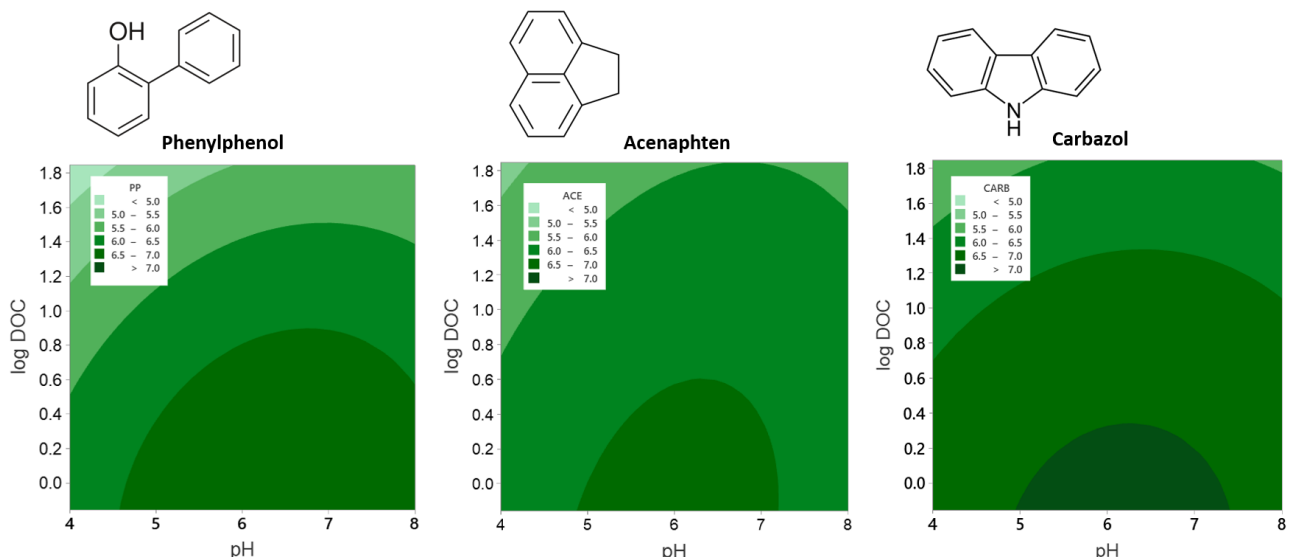 OH
N
H
Phenylphenol
Acenaphten
Carbazol
log DOC
1.8
1.6
1.4
1.2
1.0
0.8
0.6
0.4
0.2
0.0
PP
< 5.0
5.0 – 5.5
5.5 – 6.0
6.0 – 6.5
6.5 – 7.0
> 7.0
4 5 6 7 8
pH
log DOC
1.8
1.6
1.4
1.2
1.0
0.8
0.6
0.4
0.2
0.0
ACE
< 5.0
5.0 – 5.5
5.5 – 6.0
6.0 – 6.5
6.5 – 7.0
> 7.0
4 5 6 7 8
pH
log DOC
1.8
1.6
1.4
1.2
1.0
0.8
0.6
0.4
0.2
0.0
CARB
< 5.0
5.0 – 5.5
5.5 – 6.0
6.0 – 6.5
6.5 – 7.0
> 7.0
4 5 6 7 8
pH